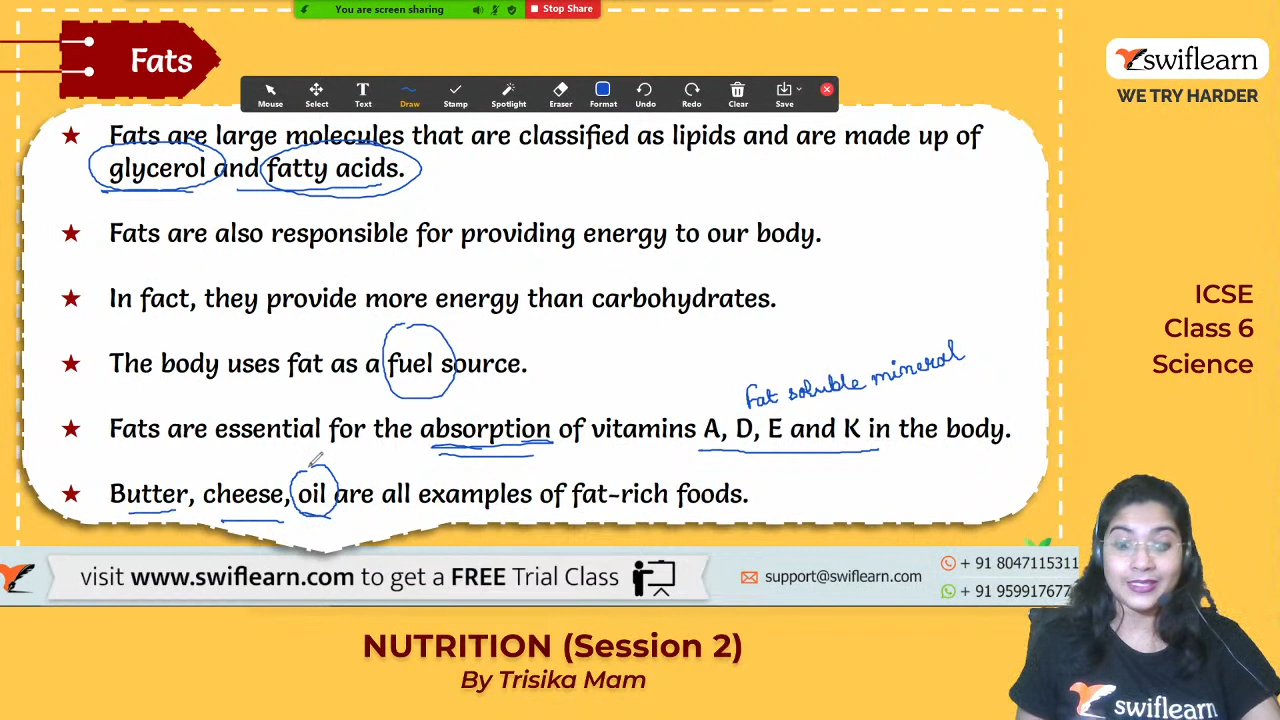 You are screen sharing
Stop Share
Fats
Mouse
Select
Text
Draw
Stamp
Spotlight
Eraser
Format
Undo
Redo
Clear
Save
swiflearn
WE TRY HARDER
Fats are large molecules that are classified as lipids and are made up of
glycerol and fatty acids.
Fats are also responsible for providing energy to our body.
In fact, they provide more energy than carbohydrates.
The body uses fat as a fuel source.
fat soluble mineral
Fats are essential for the absorption of vitamins A, D, E and K in the body.
Butter, cheese, oil are all examples of fat-rich foods.
ICSE
Class 6
Science
visit www.swiflearn.com to get a FREE Trial Class
support@swiflearn.com
+ 91 8047115311
+ 91 959917677
NUTRITION (Session 2)
By Trisika Mam
swiflearn